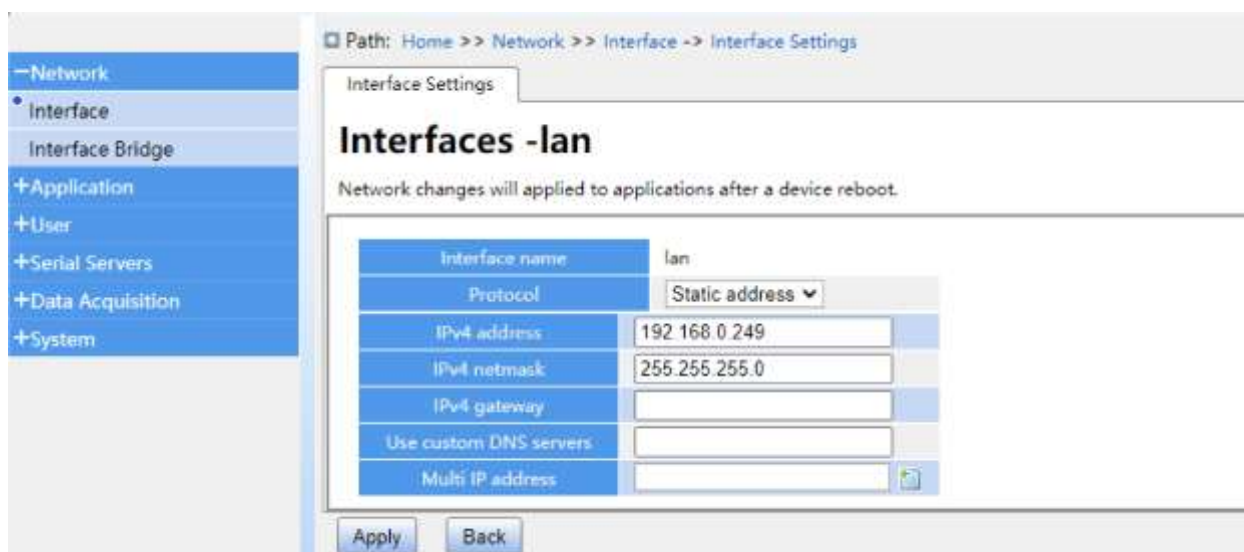 Path: Home >> Network >> Interface -> Interface Settings
−Network
Interface
Interface Bridge
+Application
+User
+Serial Servers
+Data Acquisition
+System
Interface Settings
Interfaces -lan
Network changes will applied to applications after a device reboot.
Interface name lan
Protocol Static address
IPv4 address 192.168.0.249
IPv4 netmask 255.255.255.0
IPv4 gateway
Use custom DNS servers
Multi IP address
Apply Back